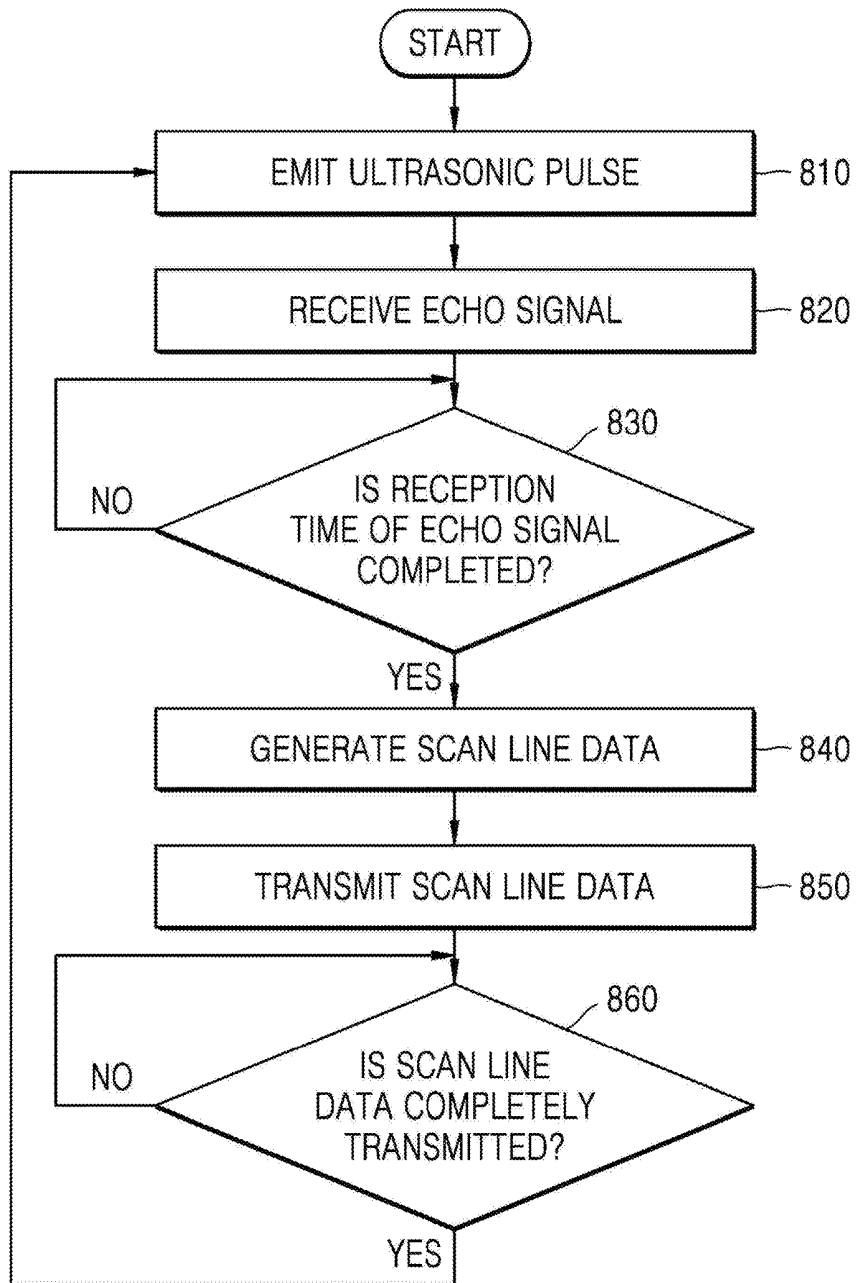 START
EMIT ULTRASONIC PULSE
810
RECEIVE ECHO SIGNAL
820
830
IS RECEPTION
TIME OF ECHO SIGNAL
COMPLETED?
NO
YES
GENERATE SCAN LINE DATA
840
TRANSMIT SCAN LINE DATA
850
860
IS SCAN LINE
DATA COMPLETELY
TRANSMITTED?
NO
YES